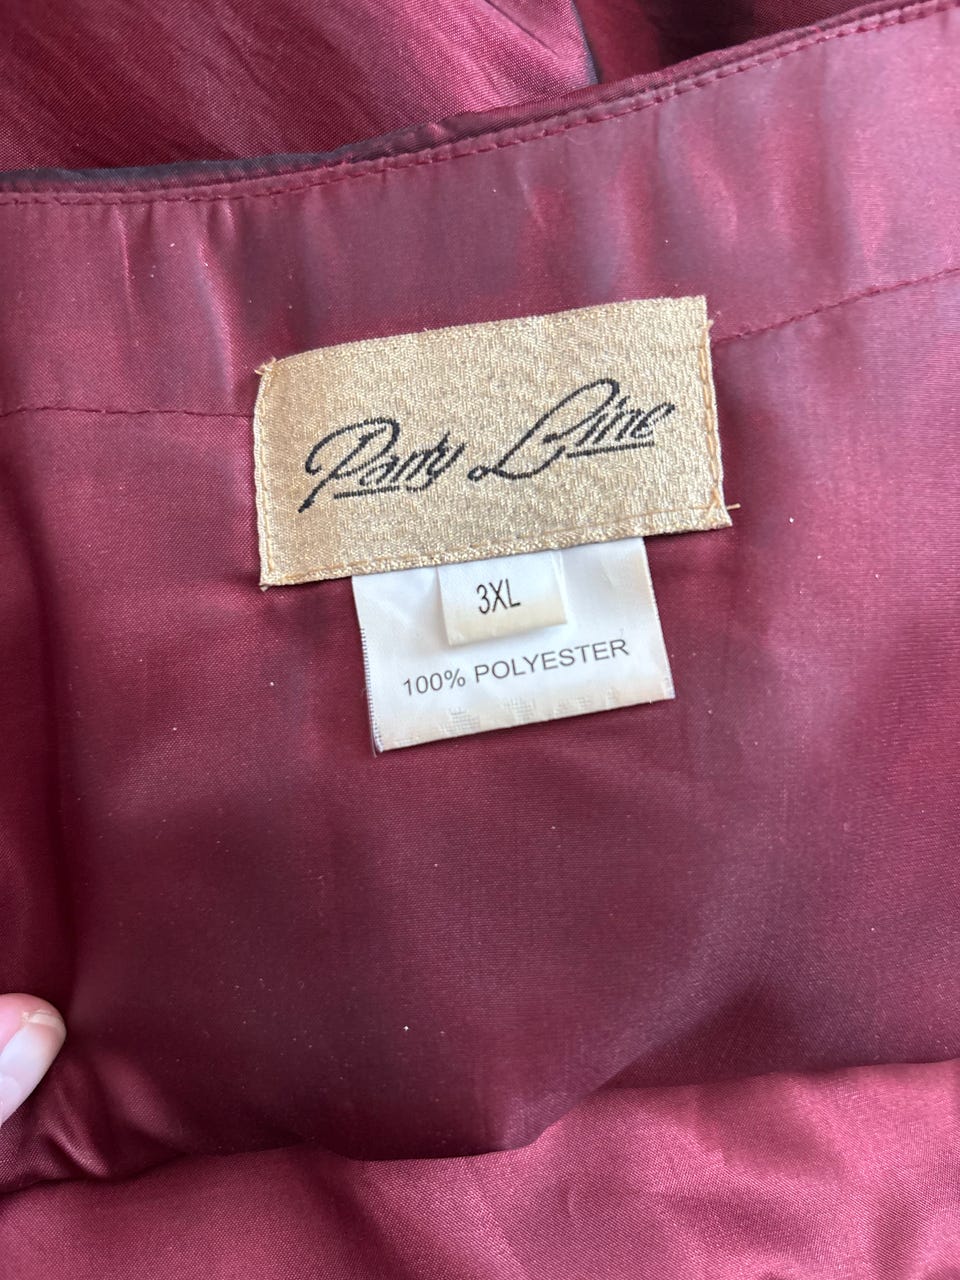 Party Line
3XL
100% POLYESTER